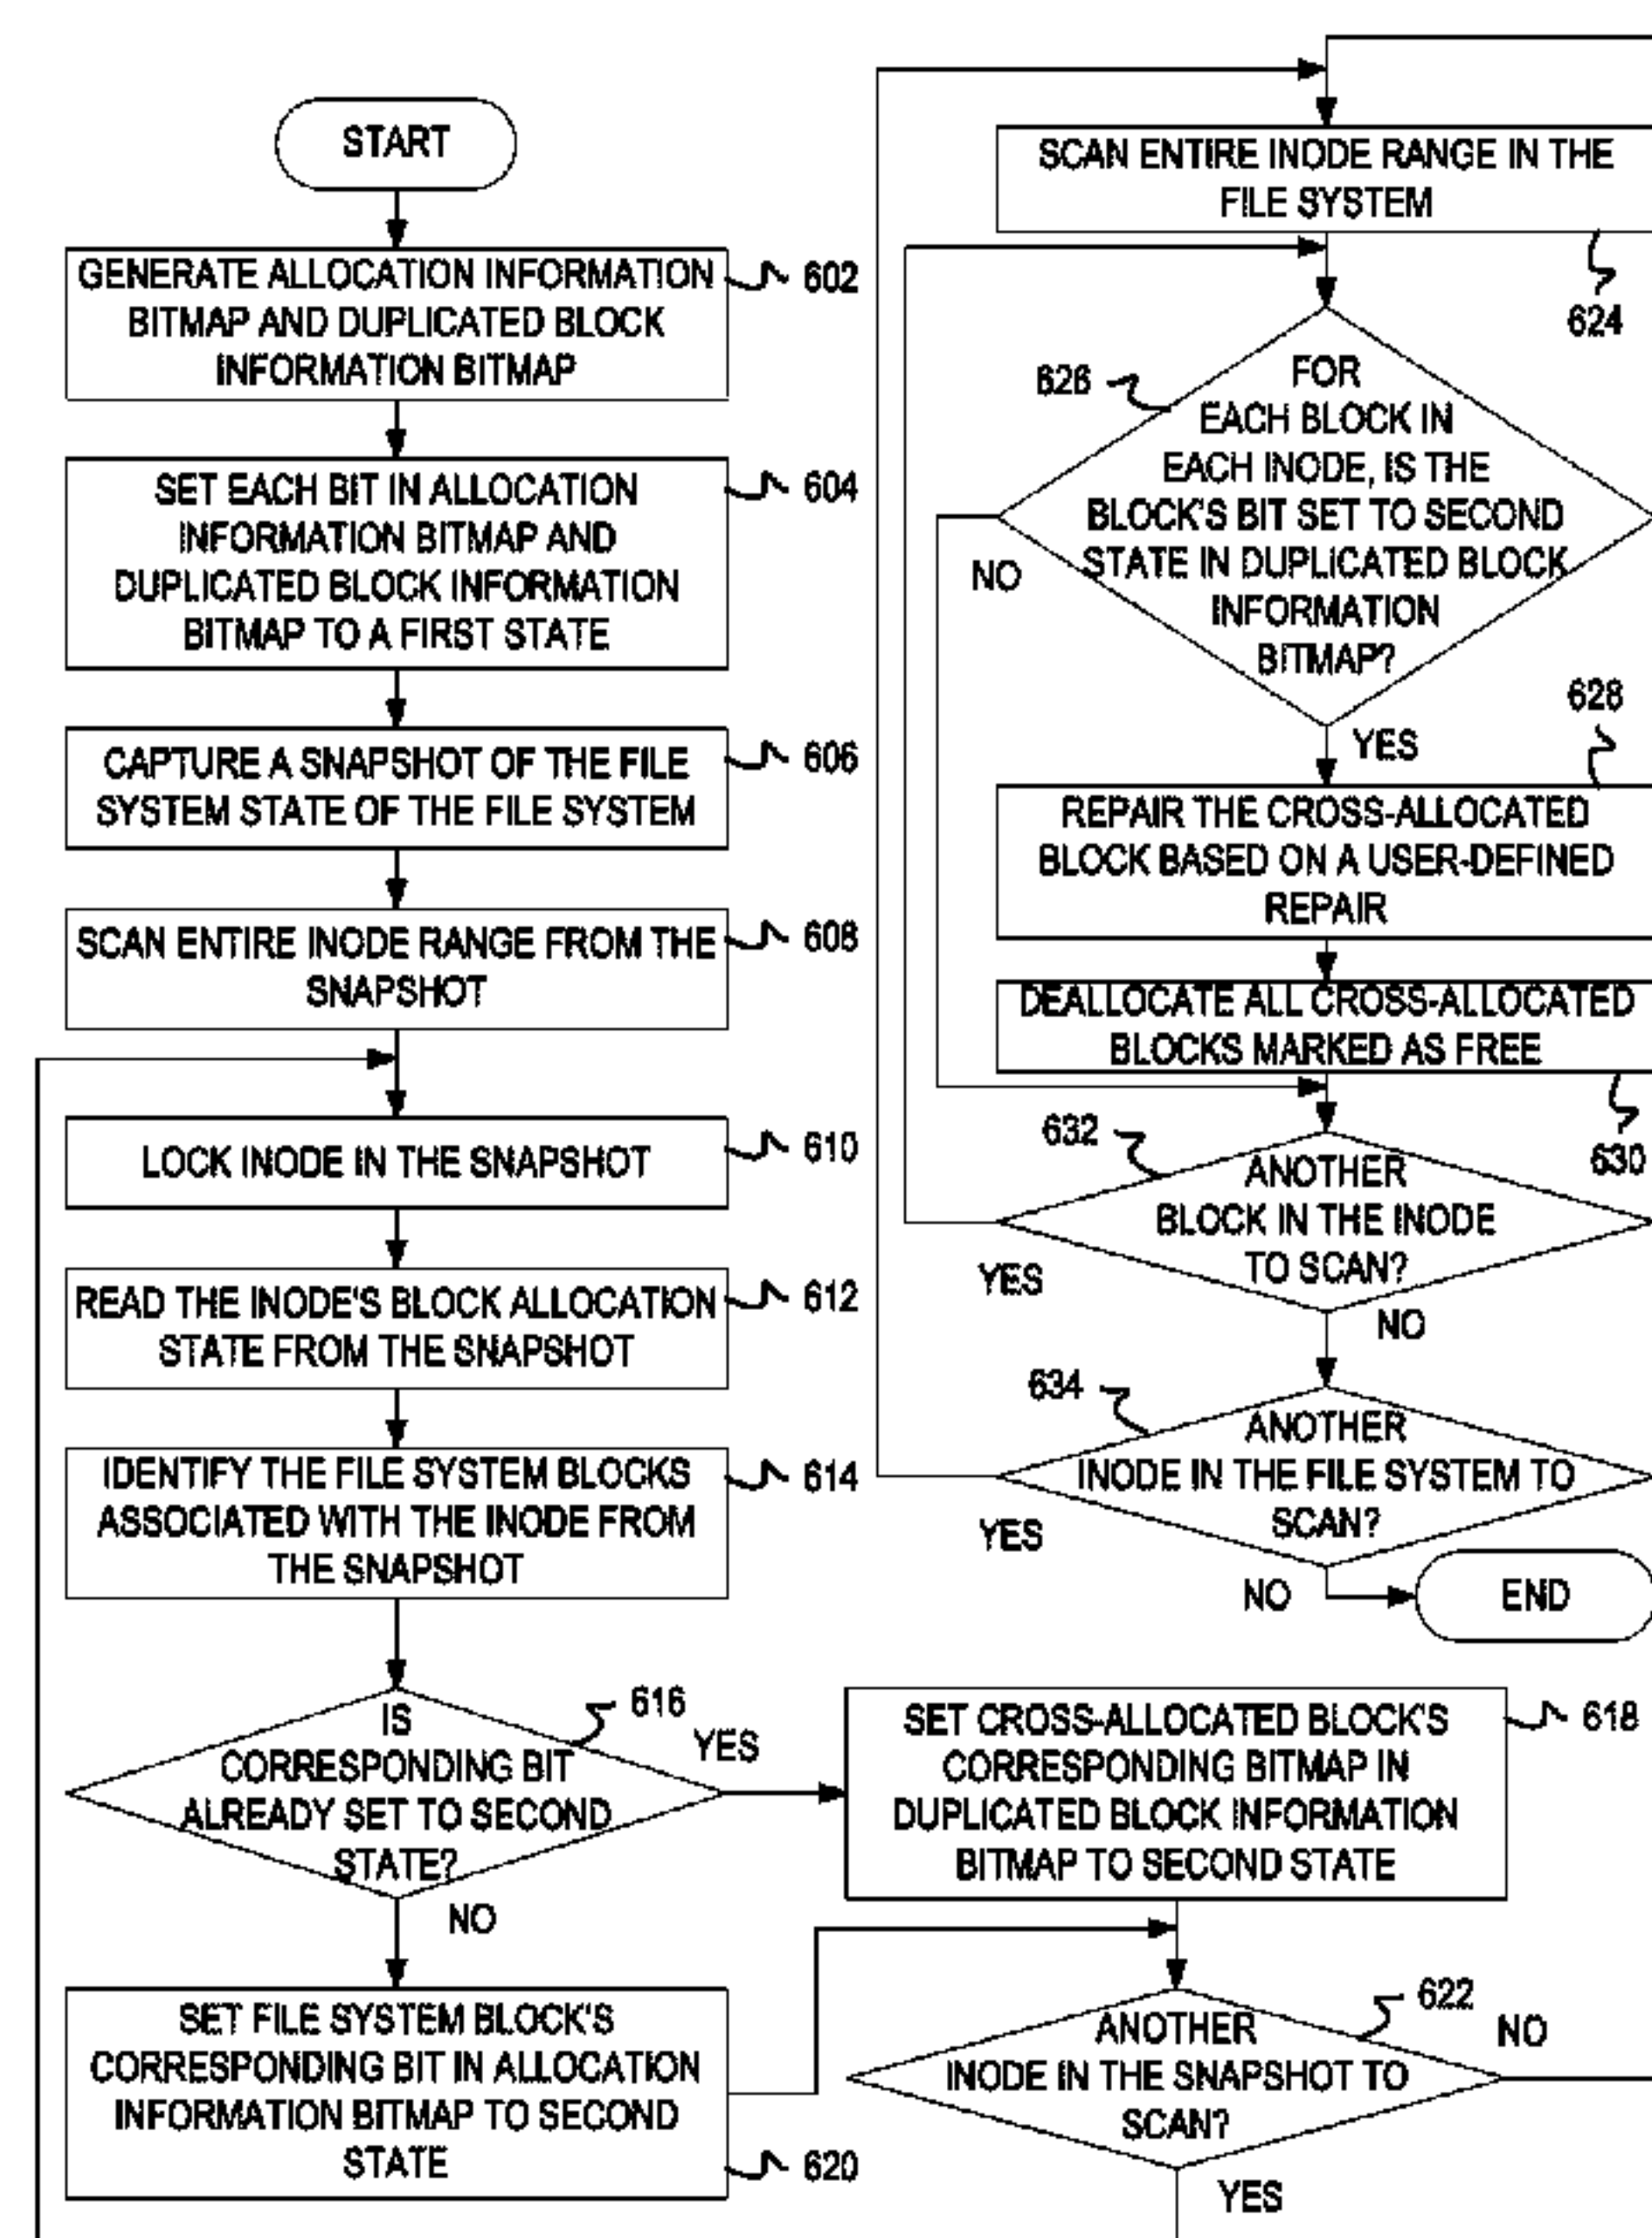 START
GENERATE ALLOCATION INFORMATION
BITMAP AND DUPLICATED BLOCK
INFORMATION BITMAP
602
SET EACH BIT IN ALLOCATION
INFORMATION BITMAP AND
DUPLICATED BLOCK INFORMATION
BITMAP TO A FIRST STATE
604
CAPTURE A SNAPSHOT OF THE FILE
SYSTEM STATE OF THE FILE SYSTEM
606
SCAN ENTIRE INODE RANGE FROM THE
SNAPSHOT
608
LOCK INODE IN THE SNAPSHOT
610
READ THE INODE'S BLOCK ALLOCATION
STATE FROM THE SNAPSHOT
612
IDENTIFY THE FILE SYSTEM BLOCKS
ASSOCIATED WITH THE INODE FROM
THE SNAPSHOT
614
IS
CORRESPONDING BIT
ALREADY SET TO SECOND
STATE?
616
YES
NO
SET CROSS-ALLOCATED BLOCK'S
CORRESPONDING BITMAP IN
DUPLICATED BLOCK INFORMATION
BITMAP TO SECOND STATE
618
SET FILE SYSTEM BLOCK'S
CORRESPONDING BIT IN ALLOCATION
INFORMATION BITMAP TO SECOND
STATE
620
ANOTHER
INODE IN THE SNAPSHOT TO
SCAN?
622
NO
YES
SCAN ENTIRE INODE RANGE IN THE
FILE SYSTEM
624
FOR
EACH BLOCK IN
EACH INODE, IS THE
BLOCK'S BIT SET TO SECOND
STATE IN DUPLICATED BLOCK
INFORMATION
BITMAP?
626
NO
YES
REPAIR THE CROSS-ALLOCATED
BLOCK BASED ON A USER-DEFINED
REPAIR
628
DEALLOCATE ALL CROSS-ALLOCATED
BLOCKS MARKED AS FREE
630
ANOTHER
BLOCK IN THE INODE
TO SCAN?
632
YES
NO
ANOTHER
INODE IN THE FILE SYSTEM TO
SCAN?
634
YES
NO
END